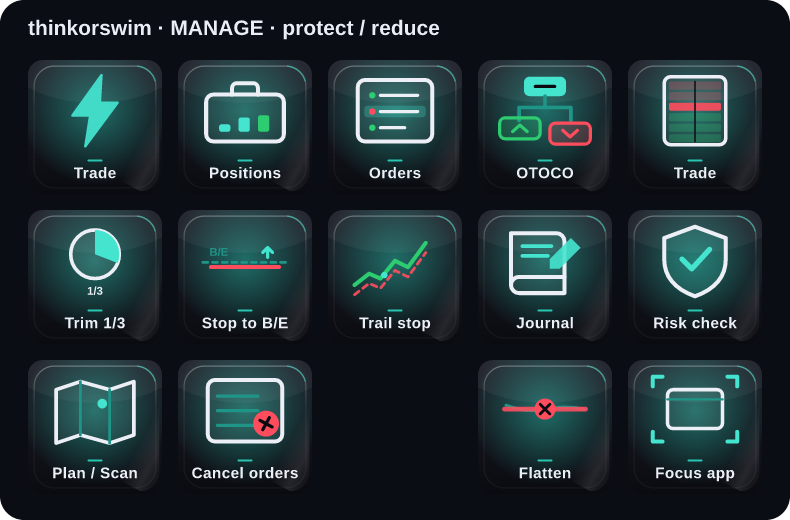 thinkorswim · MANAGE · protect / reduce
Trade
Positions
Orders
OTOCO
Trade
1/3
Trim 1/3
B/E
Stop to B/E
Trail stop
Journal
Risk check
Plan / Scan
Cancel orders
Flatten
Focus app